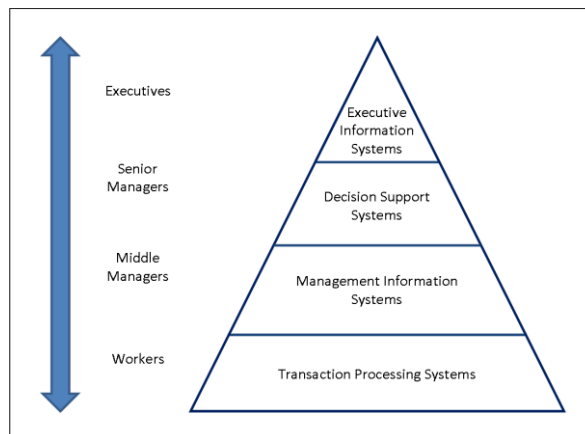 Executives
Executive
Information
Systems
Senior
Managers
Decision Support
Systems
Middle
Managers
Management Information
Systems
Workers
Transaction Processing Systems